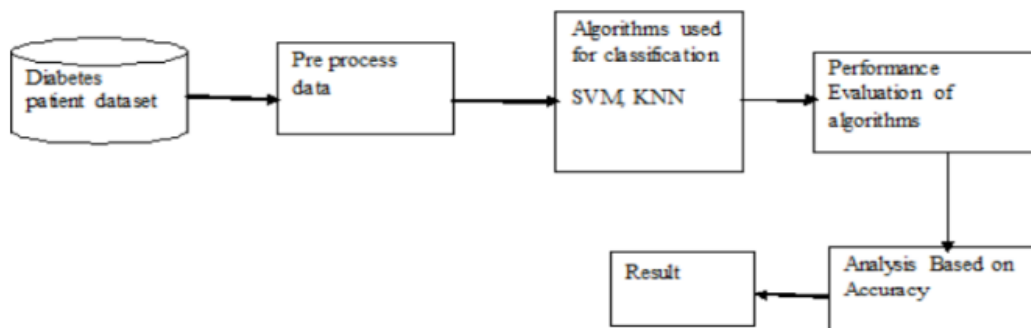 Diabetes
patient dataset
Pre process
data
Algorithms used
for classification
SVM, KNN
Performance
Evaluation of
algorithms
Analysis Based on
Accuracy
Result